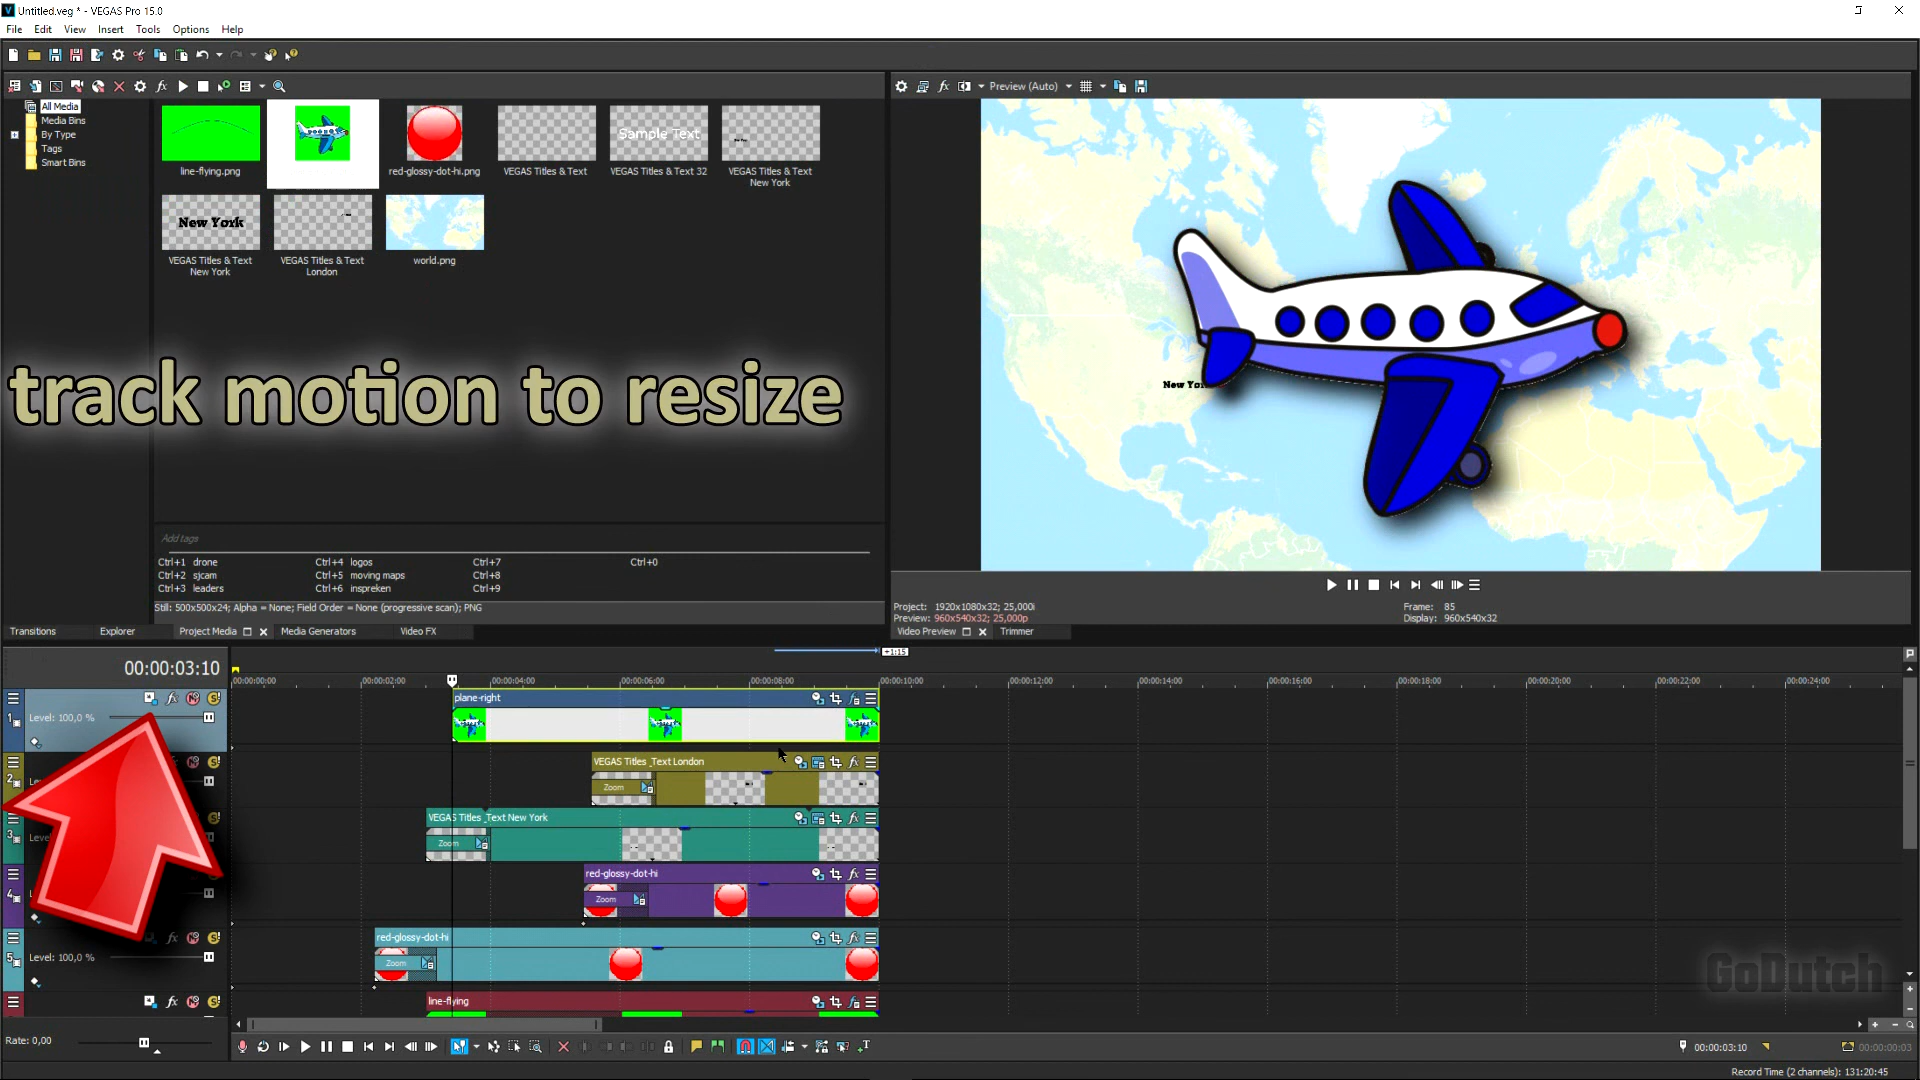 Untitled.veg * - VEGAS Pro 15.0
File Edit View Insert Tools Options Help
Preview (Auto)
All Media
Media Bins
By Type
Tags
Smart Bins
Sample Text
line-flying.png
red-glossy-dot-hi.png
VEGAS Titles & Text
VEGAS Titles & Text 32
VEGAS Titles & Text
New York
New York
VEGAS Titles & Text
New York
VEGAS Titles & Text
London
world.png
track motion to resize
New Yor
Add tags
Ctrl+1 drone Ctrl+4 logos Ctrl+7 Ctrl+0
Ctrl+2 sjcam Ctrl+5 moving maps Ctrl+8
Ctrl+3 leaders Ctrl+6 inspreken Ctrl+9
Still: 500x500x24; Alpha = None; Field Order = None (progressive scan); PNG
Project: 1920x1080x32; 25,000i
Preview: 960x540x32; 25,000p
Frame: 85
Display: 960x540x32
Transitions Explorer Project Media Media Generators Video FX
Video Preview Trimmer
+1:15
00:00:03:10
00:00:00:00 00:00:02:00 00:00:04:00 00:00:06:00 00:00:08:00 00:00:10:00 00:00:12:00 00:00:14:00 00:00:16:00 00:00:18:00 00:00:20:00 00:00:22:00 00:00:24:00
1
Level: 100,0 %
plane-right
2
Le
VEGAS Titles _Text London
Zoom
3
Level
VEGAS Titles _Text New York
Zoom
4
L
red-glossy-dot-hi
Zoom
5
Level: 100,0 %
red-glossy-dot-hi
Zoom
line-flying
GoDutch
Rate: 0,00
00:00:03:10
00:00:00:03
Record Time (2 channels): 131:20:45